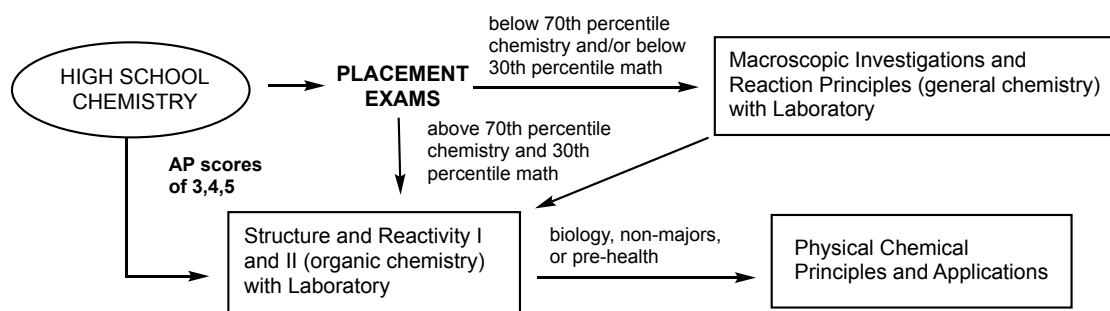 HIGH SCHOOL
CHEMISTRY
PLACEMENT
EXAMS
below 70th percentile
chemistry and/or below
30th percentile math
Macroscopic Investigations and
Reaction Principles (general chemistry)
with Laboratory
AP scores
of 3,4,5
above 70th percentile
chemistry and 30th
percentile math
Structure and Reactivity I
and II (organic chemistry)
with Laboratory
biology, non-majors,
or pre-health
Physical Chemical
Principles and Applications